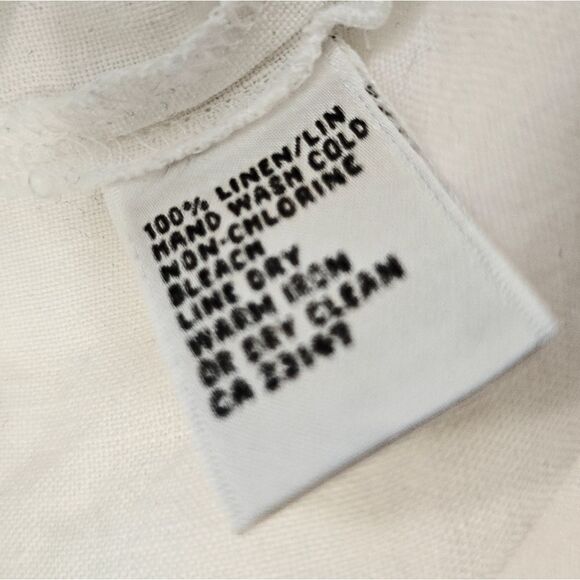 100% LINEN/LIN
HAND WASH COLD
NON-CHLORINE
BLEACH
LINE DRY
WARM IRON
OR DRY CLEAN
CA 23167